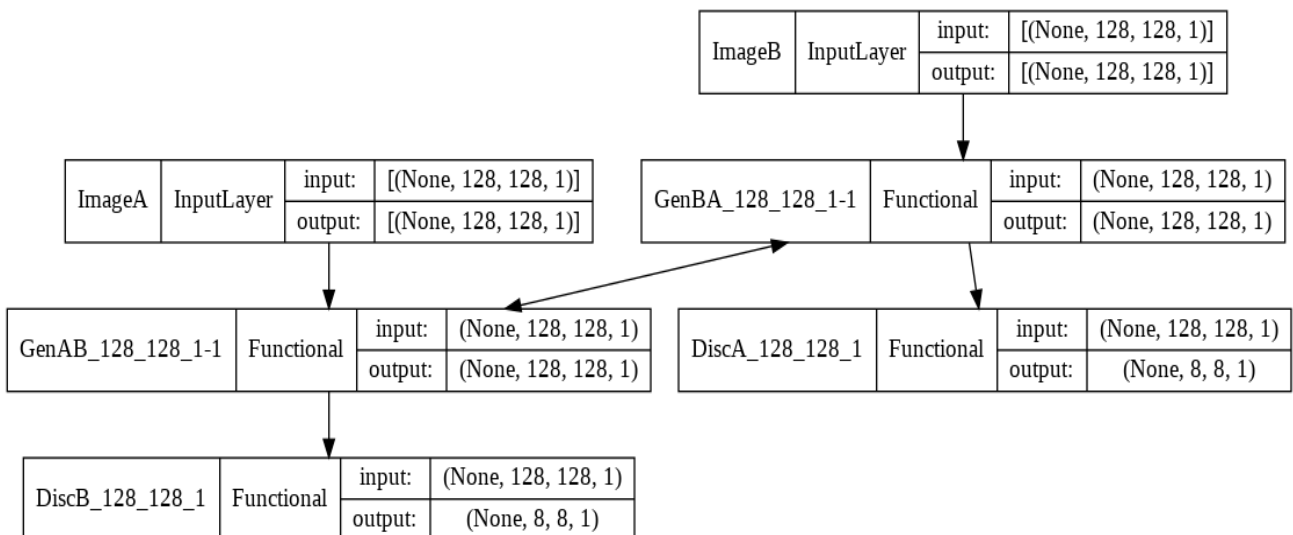 ImageB InputLayer input: [(None, 128, 128, 1)]
output: [(None, 128, 128, 1)]
ImageA InputLayer input: [(None, 128, 128, 1)]
output: [(None, 128, 128, 1)]
GenBA_128_128_1-1 Functional input: (None, 128, 128, 1)
output: (None, 128, 128, 1)
GenAB_128_128_1-1 Functional input: (None, 128, 128, 1)
output: (None, 128, 128, 1)
DiscA_128_128_1 Functional input: (None, 128, 128, 1)
output: (None, 8, 8, 1)
DiscB_128_128_1 Functional input: (None, 128, 128, 1)
output: (None, 8, 8, 1)